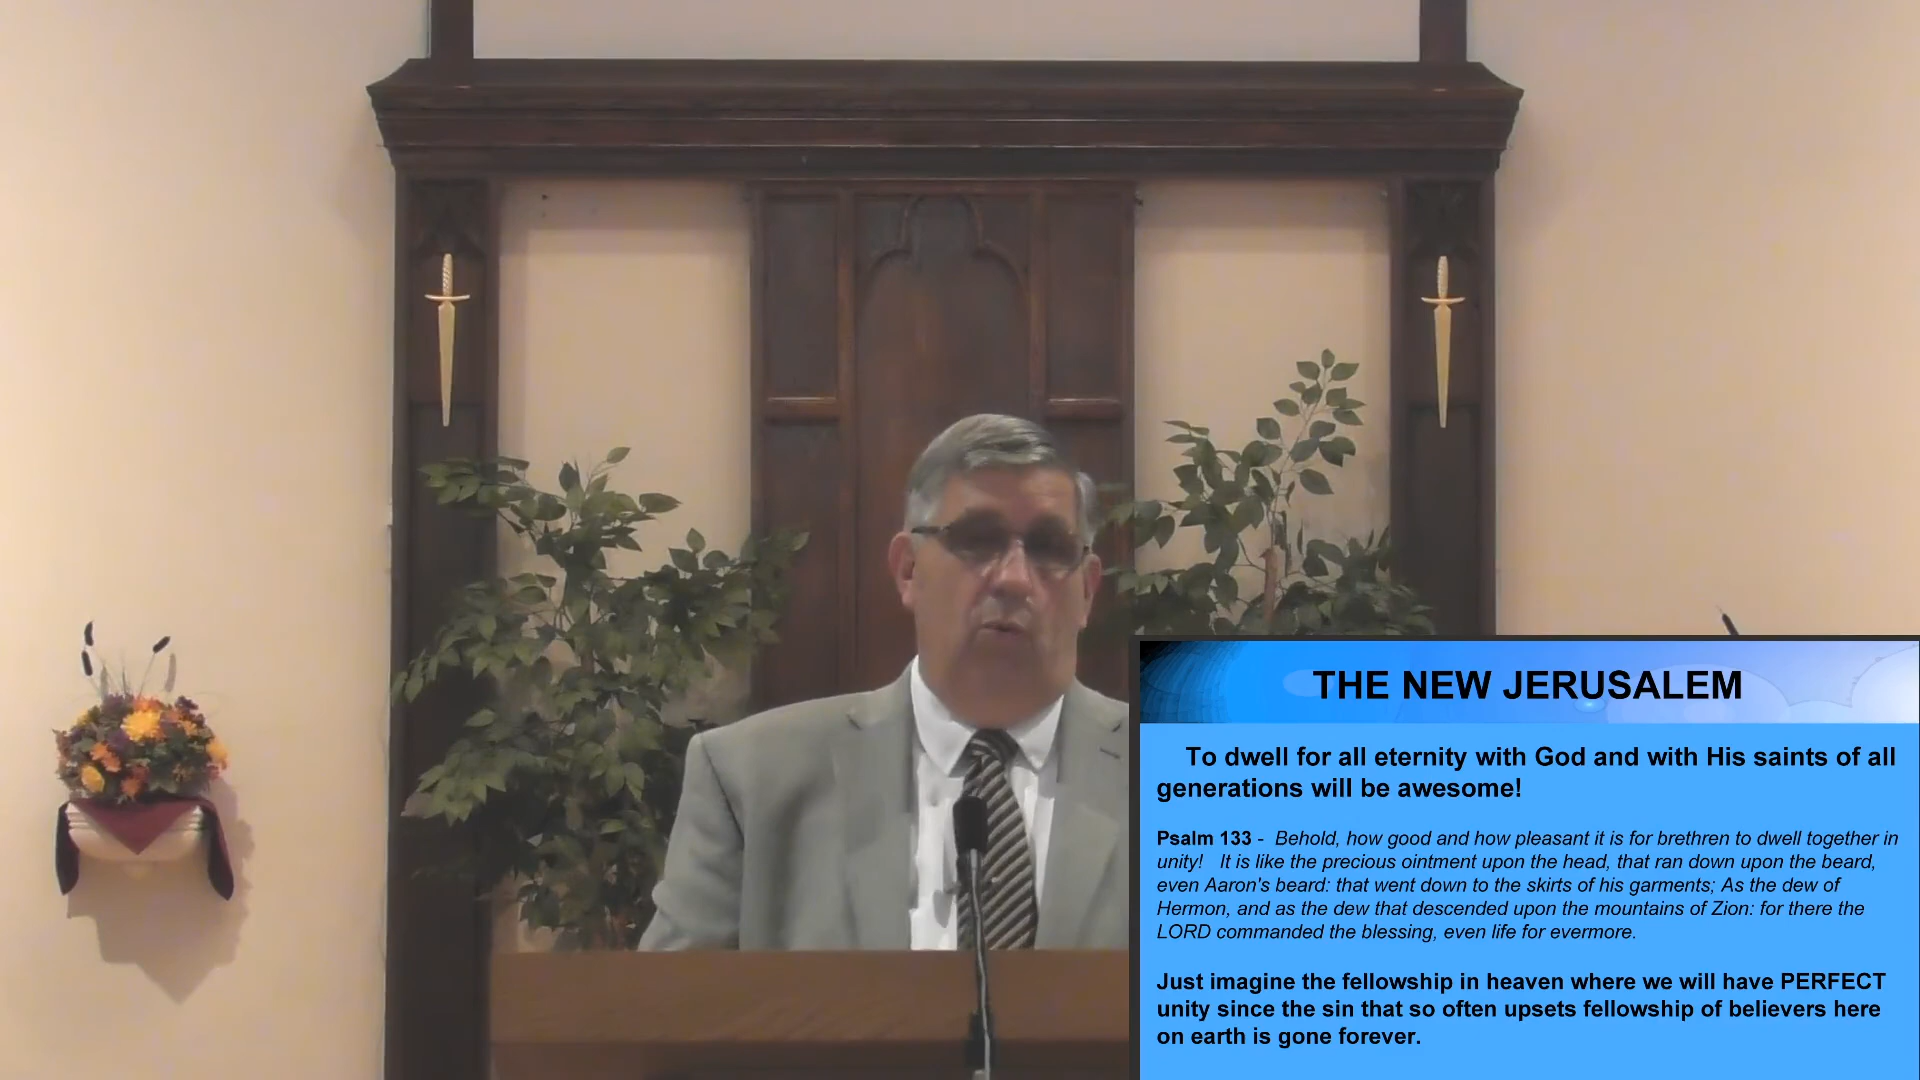 THE NEW JERUSALEM
To dwell for all eternity with God and with His saints of all
generations will be awesome!
Psalm 133 - Behold, how good and how pleasant it is for brethren to dwell together in
unity! It is like the precious ointment upon the head, that ran down upon the beard,
even Aaron's beard: that went down to the skirts of his garments; As the dew of
Hermon, and as the dew that descended upon the mountains of Zion: for there the
LORD commanded the blessing, even life for evermore.
Just imagine the fellowship in heaven where we will have PERFECT
unity since the sin that so often upsets fellowship of believers here
on earth is gone forever.